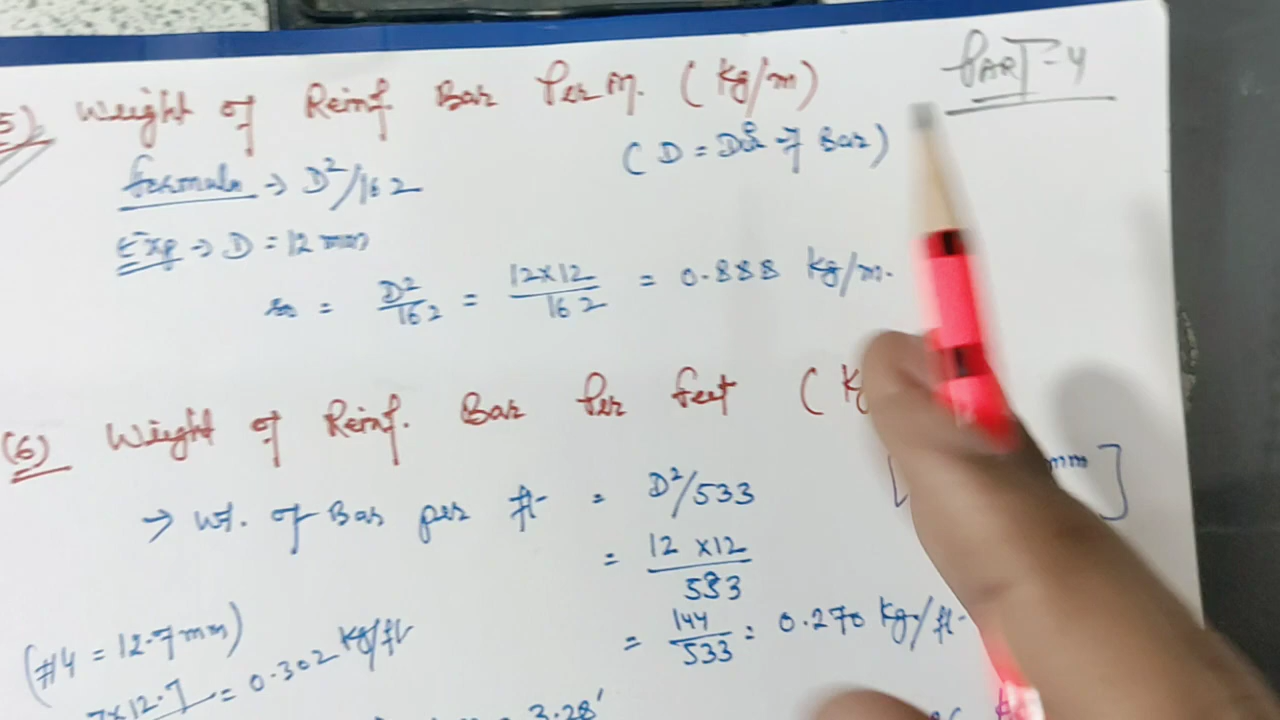 PART-4
5) Weight of Reinf. Bar Per M. (Kg/m)
(D = Dia of Bar)
Formula → D²/162
Exp → D = 12 mm
= D²/162 = 12×12/162 = 0.888 Kg/m.
(6) Weight of Reinf. Bar Per feet (K
mm ]
→ wt. of Bar per ft = D²/533
= 12 ×12/533
= 144/533 = 0.270 Kg/ft.
(#4 = 12.7mm)
7×12.7 = 0.302 Kg/ft
= 3.28'